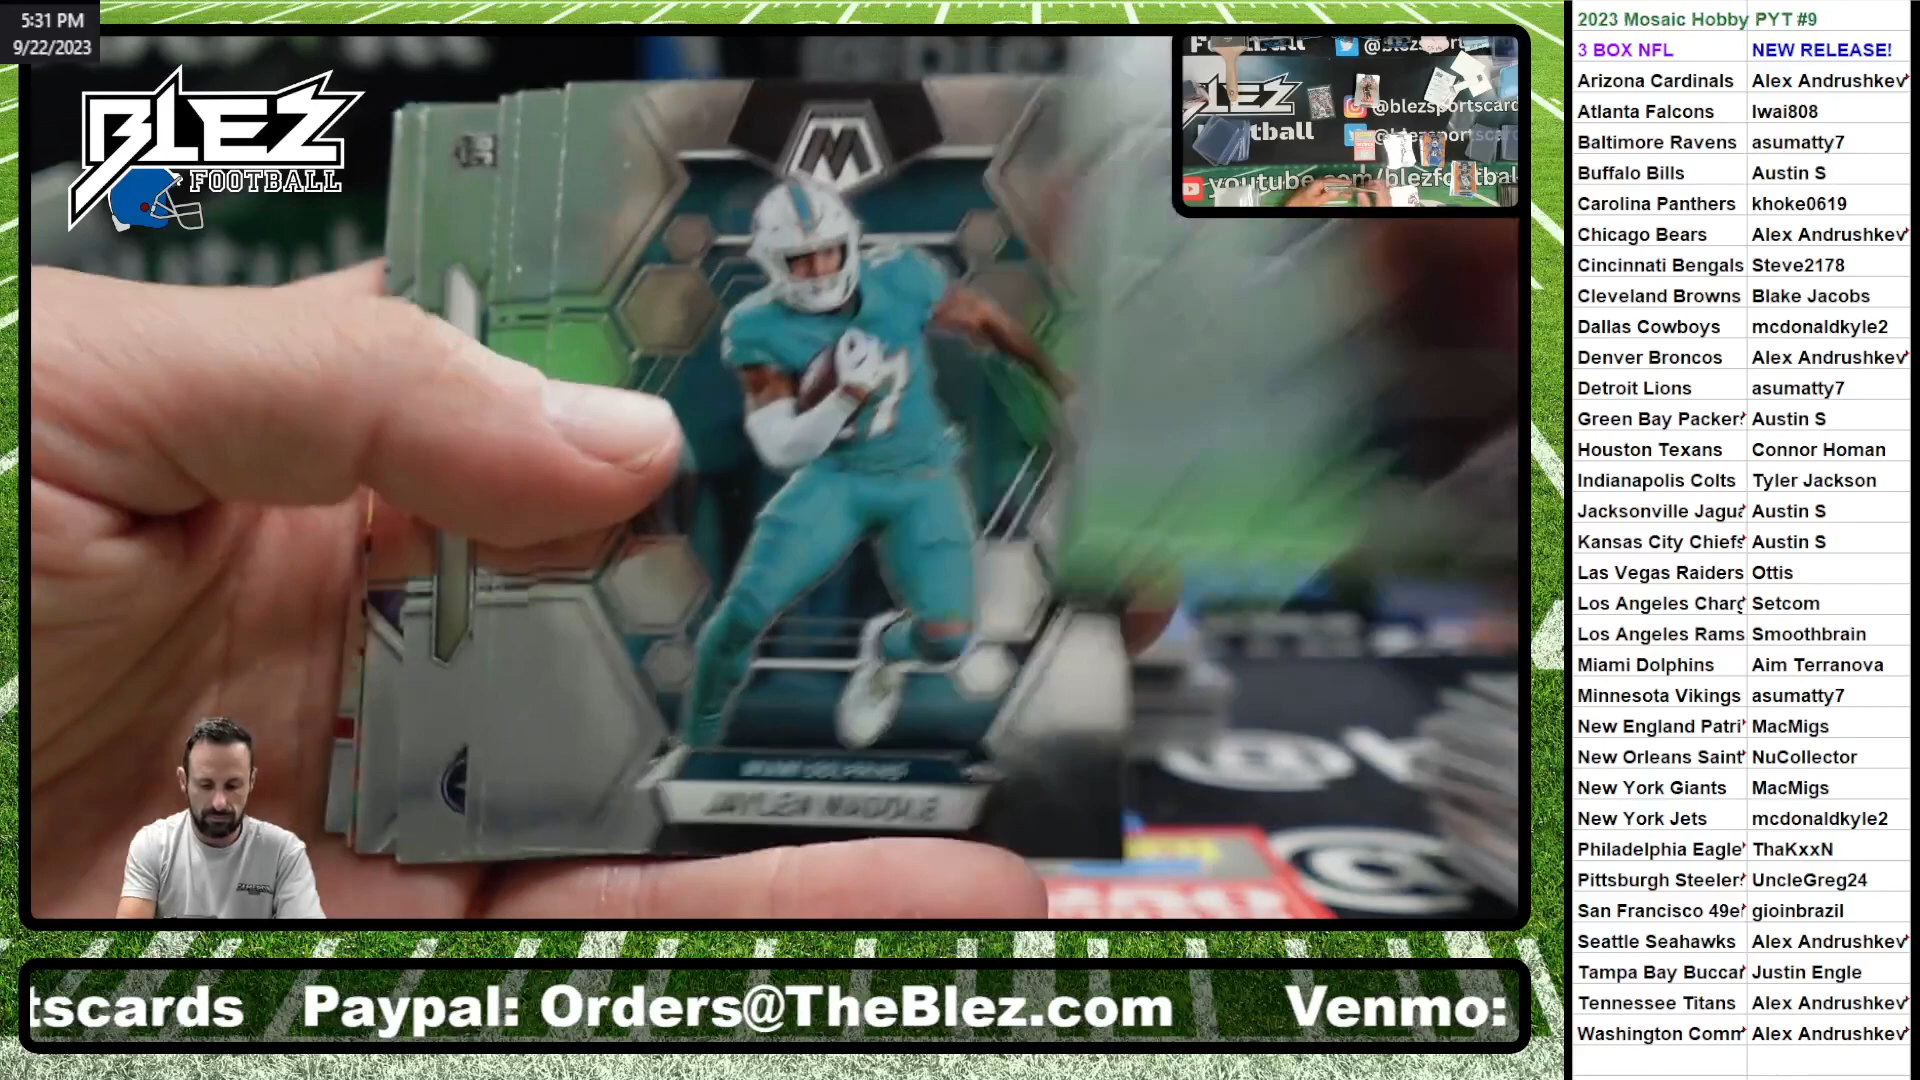 5:31 PM
9/22/2023
BLEZ
FOOTBALL
JAYLEN WADDLE
Football
@blezsportscard
@blezsportscard
youtube.com/blezfootbal
tscards Paypal: Orders@TheBlez.com Venmo:
2023 Mosaic Hobby PYT #9
3 BOX NFL NEW RELEASE!
Arizona Cardinals Alex Andrushkev
Atlanta Falcons lwai808
Baltimore Ravens asumatty7
Buffalo Bills Austin S
Carolina Panthers khoke0619
Chicago Bears Alex Andrushkev
Cincinnati Bengals Steve2178
Cleveland Browns Blake Jacobs
Dallas Cowboys mcdonaldkyle2
Denver Broncos Alex Andrushkev
Detroit Lions asumatty7
Green Bay Packer Austin S
Houston Texans Connor Homan
Indianapolis Colts Tyler Jackson
Jacksonville Jagua Austin S
Kansas City Chiefs Austin S
Las Vegas Raiders Ottis
Los Angeles Charg Setcom
Los Angeles Rams Smoothbrain
Miami Dolphins Aim Terranova
Minnesota Vikings asumatty7
New England Patri MacMigs
New Orleans Saint NuCollector
New York Giants MacMigs
New York Jets mcdonaldkyle2
Philadelphia Eagle ThaKxxN
Pittsburgh Steeler UncleGreg24
San Francisco 49e gioinbrazil
Seattle Seahawks Alex Andrushkev
Tampa Bay Buccar Justin Engle
Tennessee Titans Alex Andrushkev
Washington Comm Alex Andrushkev